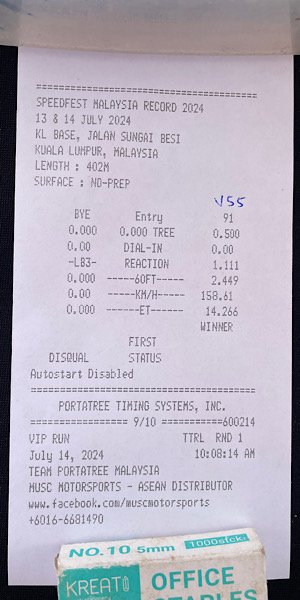 =====================================
SPEEDFEST MALAYSIA RECORD 2024
13 & 14 JULY 2024
KL BASE, JALAN SUNGAI BESI
KUALA LUMPUR, MALAYSIA
LENGTH : 402M
SURFACE : NO-PREP
V55
BYE Entry 91
0.000 0.000 TREE 0.500
0.00 DIAL-IN 0.00
-LB3- REACTION 1.111
0.000 -----60FT----- 2.449
0.00 ------KM/H----- 158.61
0.000 ------ET----- 14.266
WINNER
FIRST
DISQUAL STATUS
Autostart Disabled
=====================================
PORTATREE TIMING SYSTEMS, INC.
================ 9/10 ===========600214
VIP RUN TTRL RND 1
July 14, 2024 10:08:14 AM
TEAM PORTATREE MALAYSIA
MUSC MOTORSPORTS - ASEAN DISTRIBUTOR
www.facebook.com/muscmotorsports
+6016-6681490
NO.10 5mm 1000stck
KREATO OFFICE
STAPLES